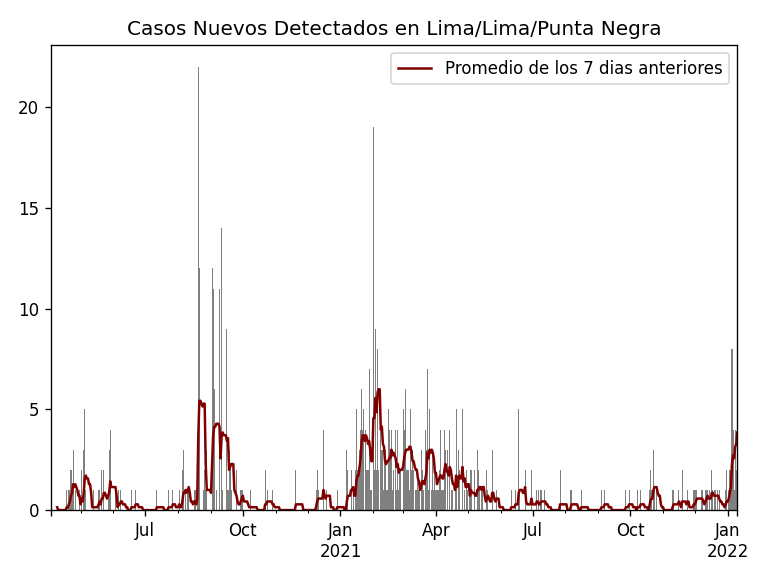 Casos Nuevos Detectados en Lima/Lima/Punta Negra
Promedio de los 7 dias anteriores
20
15
10
5
0
Jul Oct Jan Apr Jul Oct Jan
2021 2022